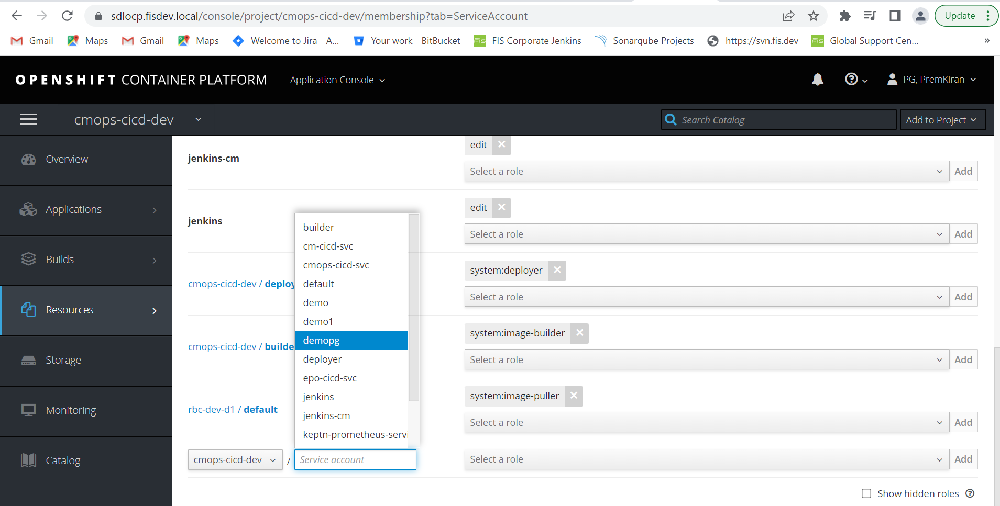 sdlocp.fisdev.local/console/project/cmops-cicd-dev/membership?tab=ServiceAccount
Update
Gmail
Maps
Gmail
Maps
Welcome to Jira - A...
Your work - BitBucket
FIS
FIS Corporate Jenkins
Sonarqube Projects
https://svn.fis.dev
FIS
Global Support Cen...
»
OPENSHIFT CONTAINER PLATFORM
Application Console
PG, PremKiran
cmops-cicd-dev
Search Catalog
Add to Project
Overview
Applications
Builds
Resources
Storage
Monitoring
Catalog
jenkins-cm
edit
Select a role
Add
jenkins
edit
Select a role
Add
cmops-cicd-dev / deploy
system:deployer
Select a role
Add
cmops-cicd-dev / builde
system:image-builder
Select a role
Add
rbc-dev-d1 / default
system:image-puller
Select a role
Add
builder
cm-cicd-svc
cmops-cicd-svc
default
demo
demo1
demopg
deployer
epo-cicd-svc
jenkins
jenkins-cm
keptn-prometheus-serv
cmops-cicd-dev / Service account
Select a role
Add
Show hidden roles